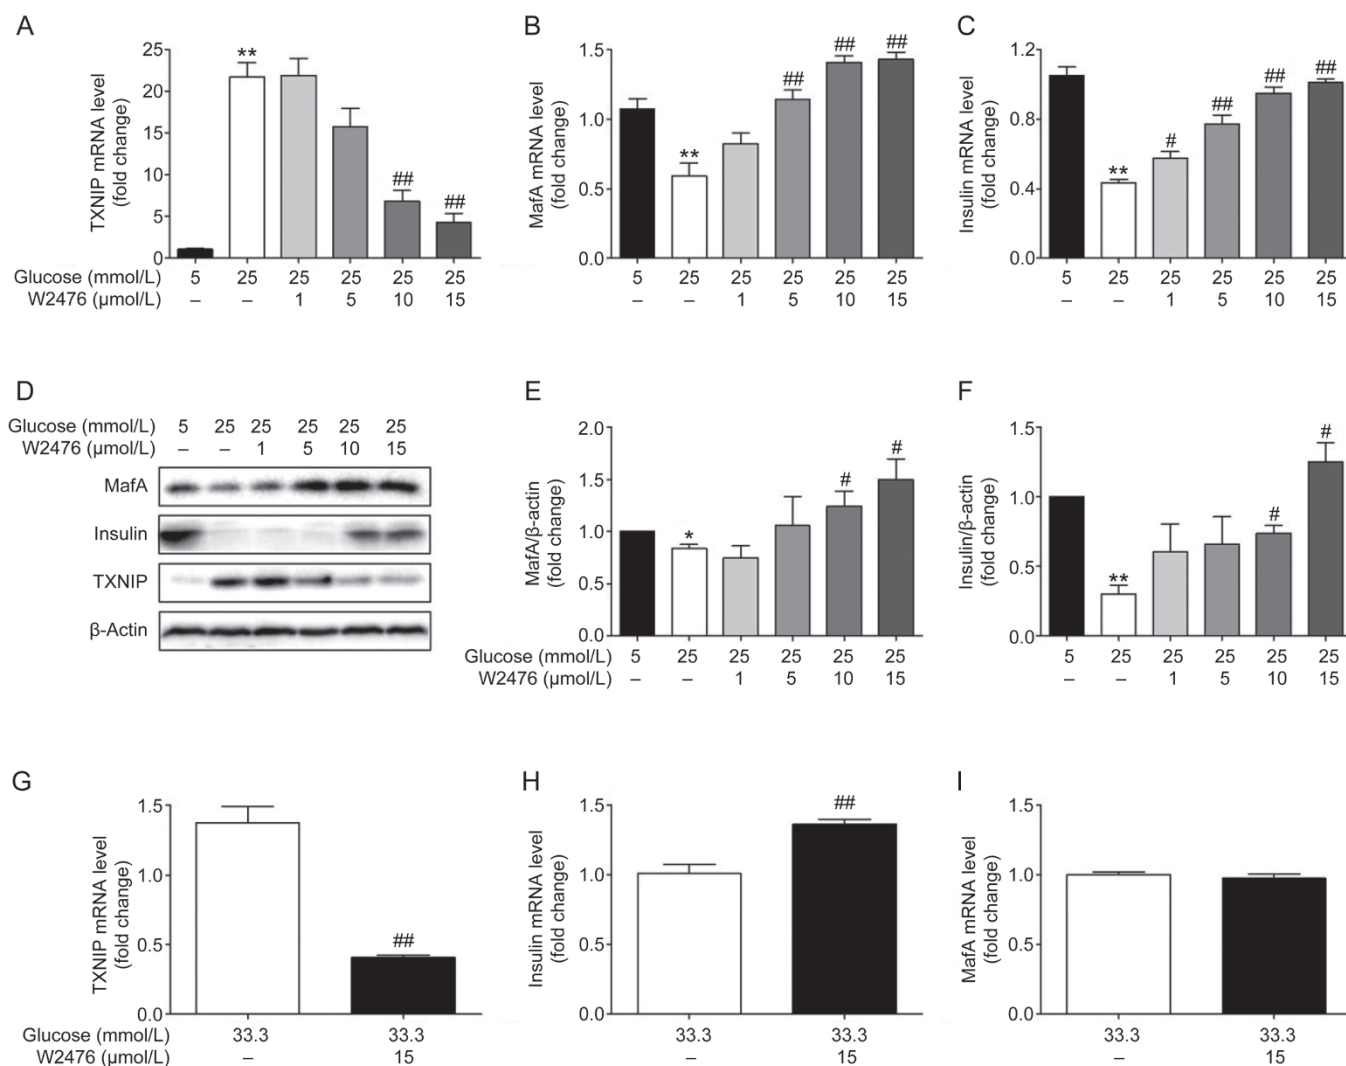 A
TXNIP mRNA level
(fold change)
25
20
15
10
5
0
**
##
##
Glucose (mmol/L) 5 25 25 25 25 25
W2476 (μmol/L) – – 1 5 10 15
B
MafA mRNA level
(fold change)
1.5
1.0
0.5
0.0
**
##
##
##
5 25 25 25 25 25
– – 1 5 10 15
C
Insulin mRNA level
(fold change)
1.2
0.8
0.4
0.0
**
#
##
##
##
5 25 25 25 25 25
– – 1 5 10 15
D
Glucose (mmol/L) 5 25 25 25 25 25
W2476 (μmol/L) – – 1 5 10 15
MafA
Insulin
TXNIP
β-Actin
E
MafA/β-actin
(fold change)
2.0
1.5
1.0
0.5
0.0
*
#
#
Glucose (mmol/L) 5 25 25 25 25 25
W2476 (μmol/L) – – 1 5 10 15
F
Insulin/β-actin
(fold change)
1.5
1.0
0.5
0.0
**
#
#
5 25 25 25 25 25
– – 1 5 10 15
G
TXNIP mRNA level
(fold change)
1.5
1.0
0.5
0.0
##
Glucose (mmol/L) 33.3 33.3
W2476 (μmol/L) – 15
H
Insulin mRNA level
(fold change)
1.5
1.0
0.5
0.0
##
33.3 33.3
– 15
I
MafA mRNA level
(fold change)
1.5
1.0
0.5
0.0
33.3 33.3
– 15